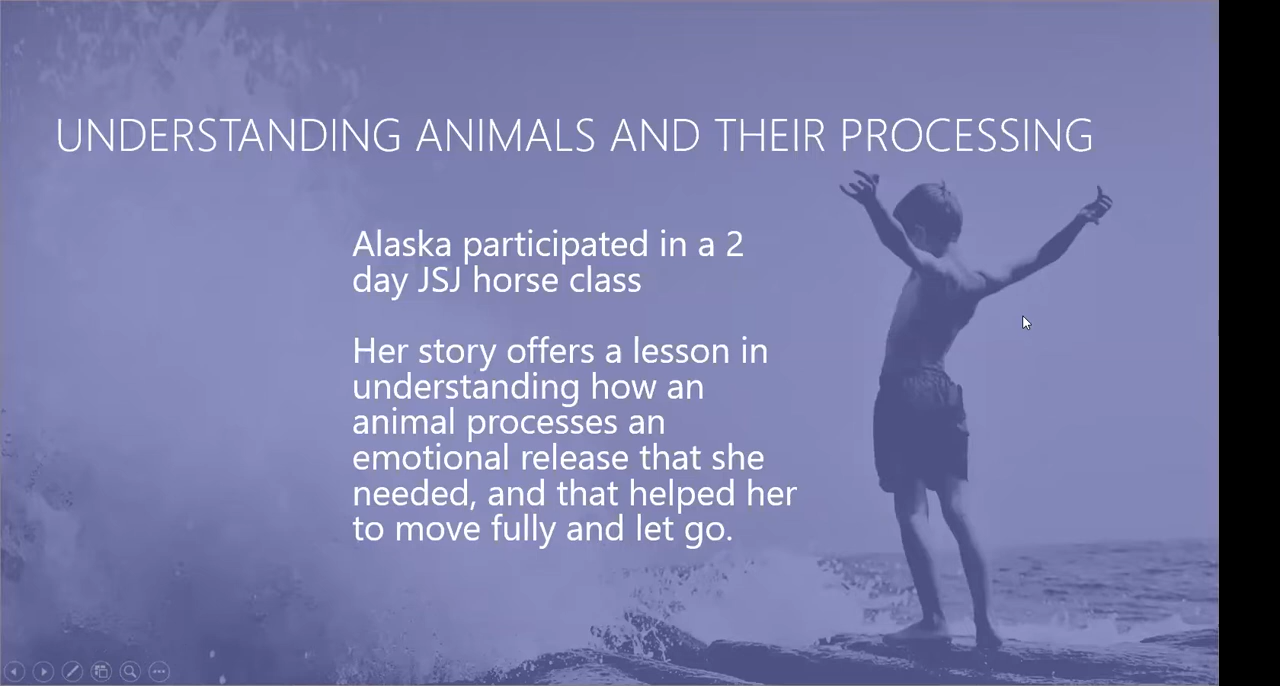 UNDERSTANDING ANIMALS AND THEIR PROCESSING
Alaska participated in a 2
day JSJ horse class
Her story offers a lesson in
understanding how an
animal processes an
emotional release that she
needed, and that helped her
to move fully and let go.